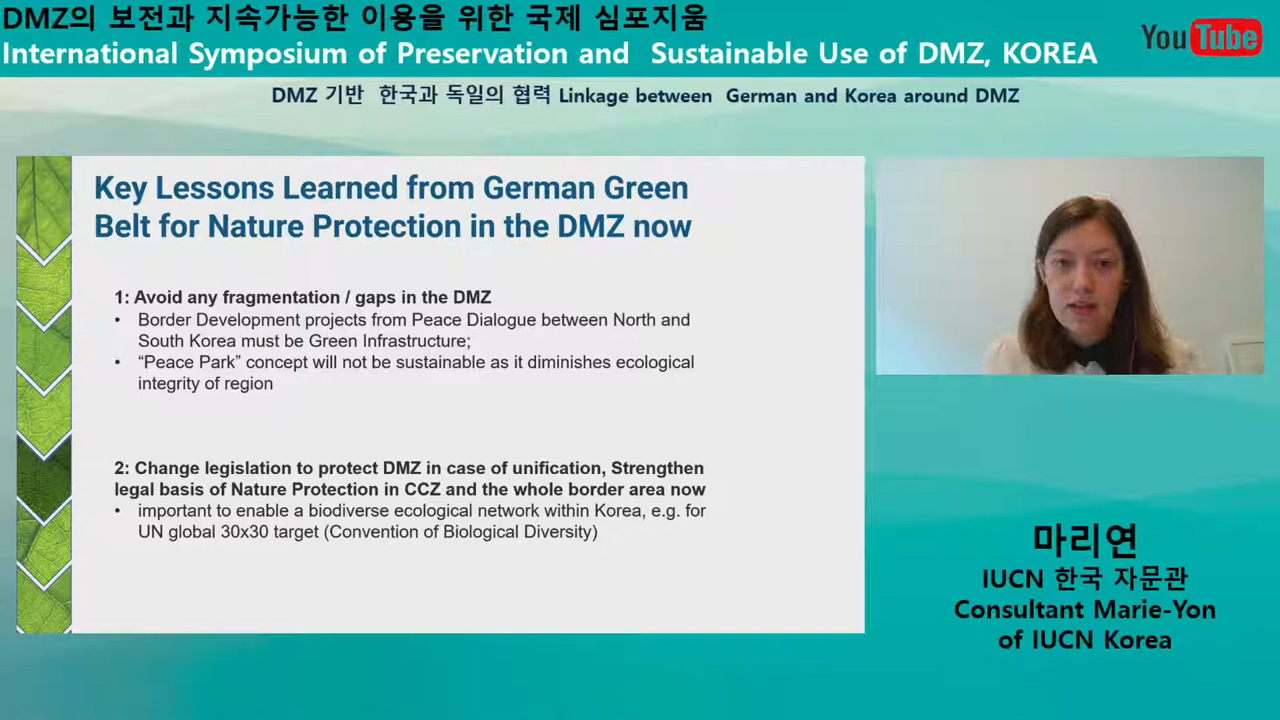 DMZ의 보전과 지속가능한 이용을 위한 국제 심포지움
International Symposium of Preservation and Sustainable Use of DMZ, KOREA
YouTube
DMZ 기반 한국과 독일의 협력 Linkage between German and Korea around DMZ
Key Lessons Learned from German Green
Belt for Nature Protection in the DMZ now
1: Avoid any fragmentation / gaps in the DMZ
• Border Development projects from Peace Dialogue between North and
South Korea must be Green Infrastructure;
• “Peace Park” concept will not be sustainable as it diminishes ecological
integrity of region
2: Change legislation to protect DMZ in case of unification, Strengthen
legal basis of Nature Protection in CCZ and the whole border area now
• important to enable a biodiverse ecological network within Korea, e.g. for
UN global 30x30 target (Convention of Biological Diversity)
마리연
IUCN 한국 자문관
Consultant Marie-Yon
of IUCN Korea